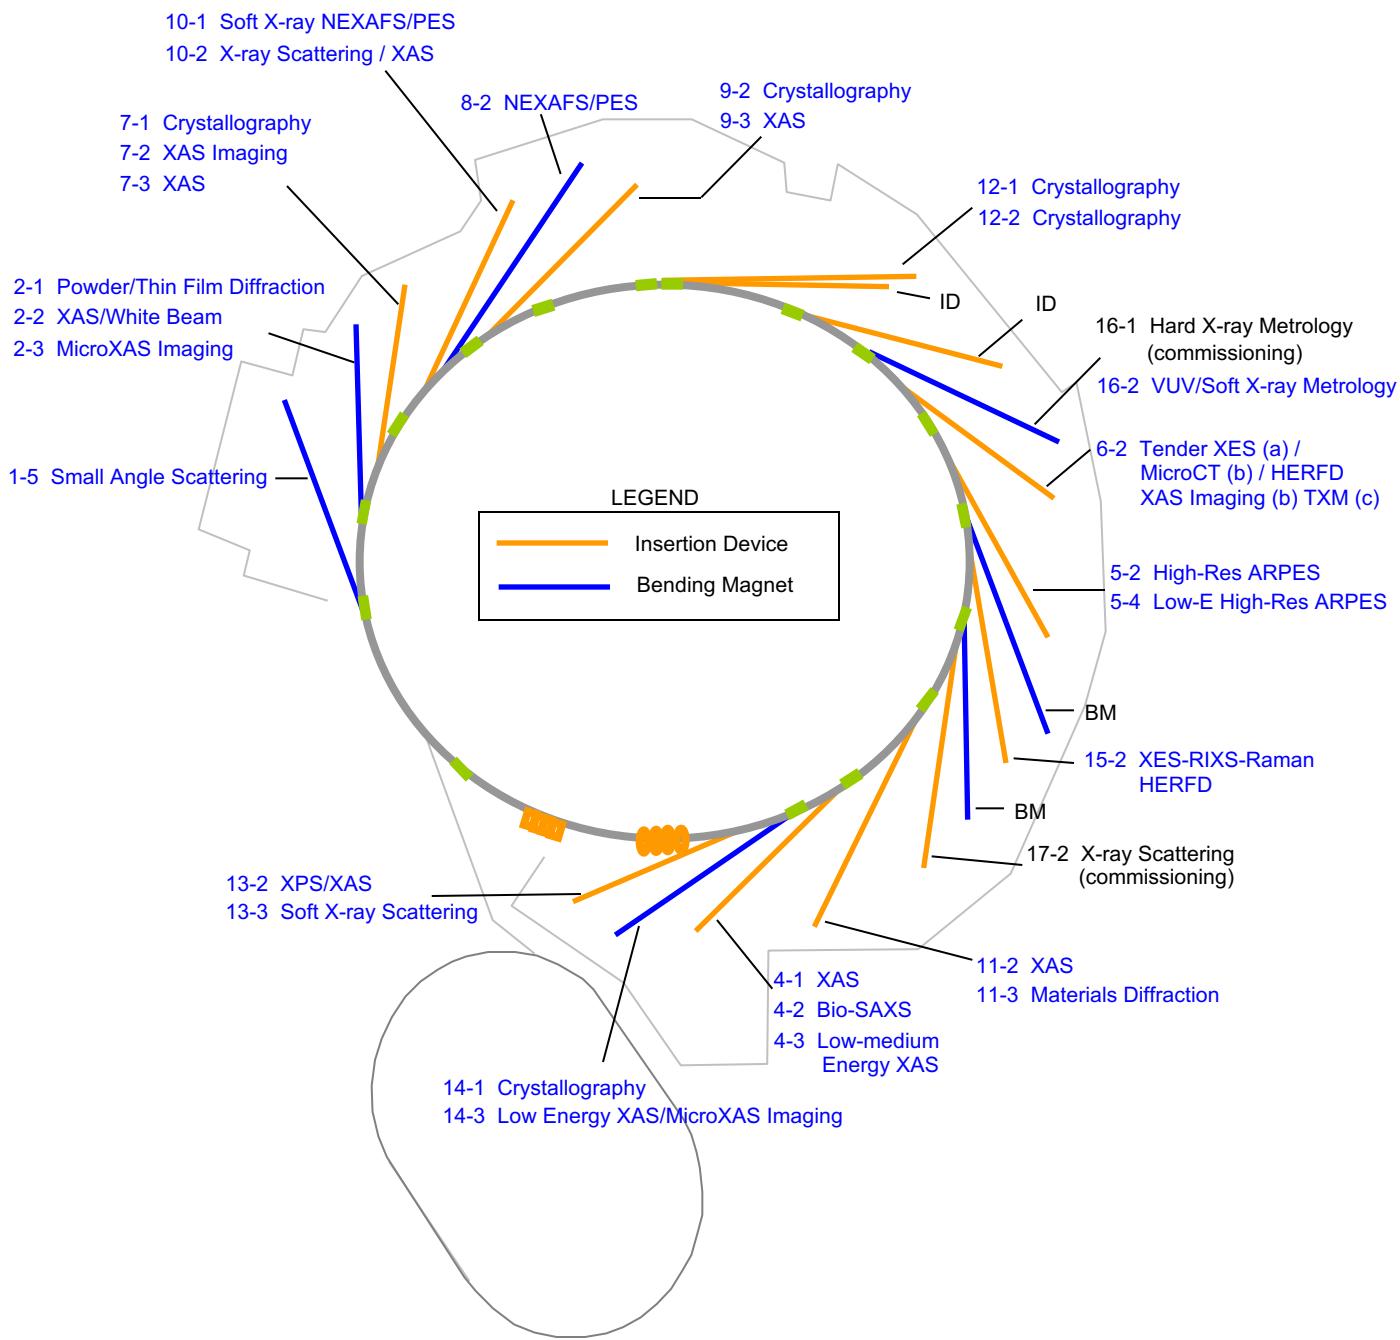 10-1 Soft X-ray NEXAFS/PES
10-2 X-ray Scattering / XAS
8-2 NEXAFS/PES
9-2 Crystallography
9-3 XAS
7-1 Crystallography
7-2 XAS Imaging
7-3 XAS
12-1 Crystallography
12-2 Crystallography
2-1 Powder/Thin Film Diffraction
2-2 XAS/White Beam
2-3 MicroXAS Imaging
ID
ID
16-1 Hard X-ray Metrology
(commissioning)
16-2 VUV/Soft X-ray Metrology
1-5 Small Angle Scattering
6-2 Tender XES (a) /
MicroCT (b) / HERFD
XAS Imaging (b) TXM (c)
LEGEND
Insertion Device
Bending Magnet
5-2 High-Res ARPES
5-4 Low-E High-Res ARPES
BM
15-2 XES-RIXS-Raman
HERFD
BM
17-2 X-ray Scattering
(commissioning)
13-2 XPS/XAS
13-3 Soft X-ray Scattering
11-2 XAS
11-3 Materials Diffraction
4-1 XAS
4-2 Bio-SAXS
4-3 Low-medium
Energy XAS
14-1 Crystallography
14-3 Low Energy XAS/MicroXAS Imaging